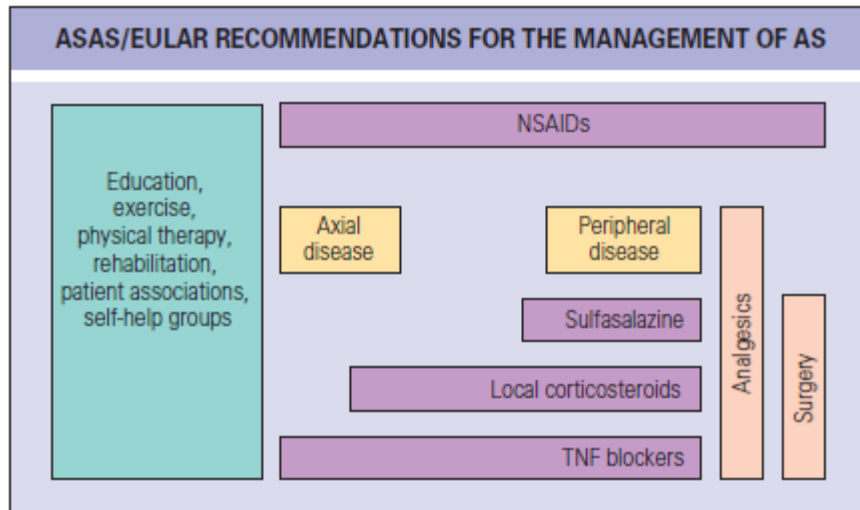 ASAS/EULAR RECOMMENDATIONS FOR THE MANAGEMENT OF AS
NSAIDs
Education,
exercise,
physical therapy,
rehabilitation,
patient associations,
self-help groups
Axial
disease
Peripheral
disease
Sulfasalazine
Local corticosteroids
TNF blockers
Analgesics
Surgery